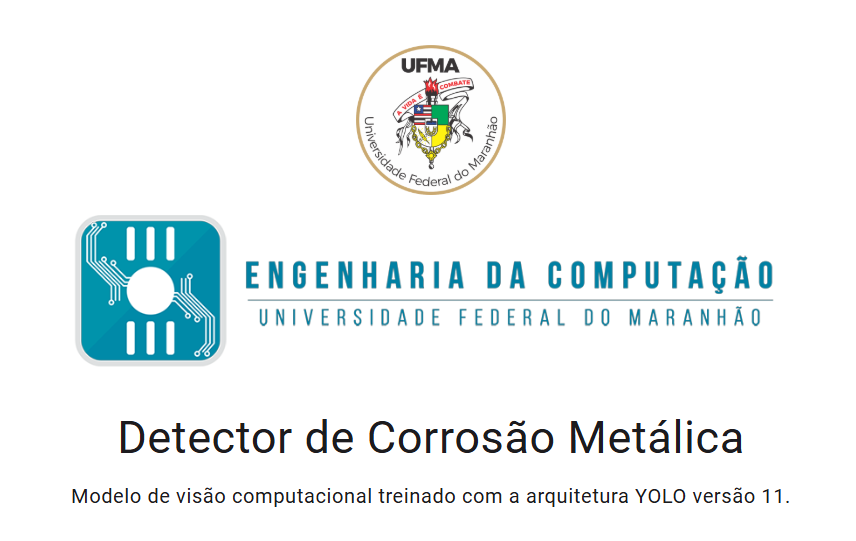 UFMA
A VIDA É COMBATE
Universidade Federal do Maranhão
ENGENHARIA DA COMPUTAÇÃO
UNIVERSIDADE FEDERAL DO MARANHÃO
Detector de Corrosão Metálica
Modelo de visão computacional treinado com a arquitetura YOLO versão 11.